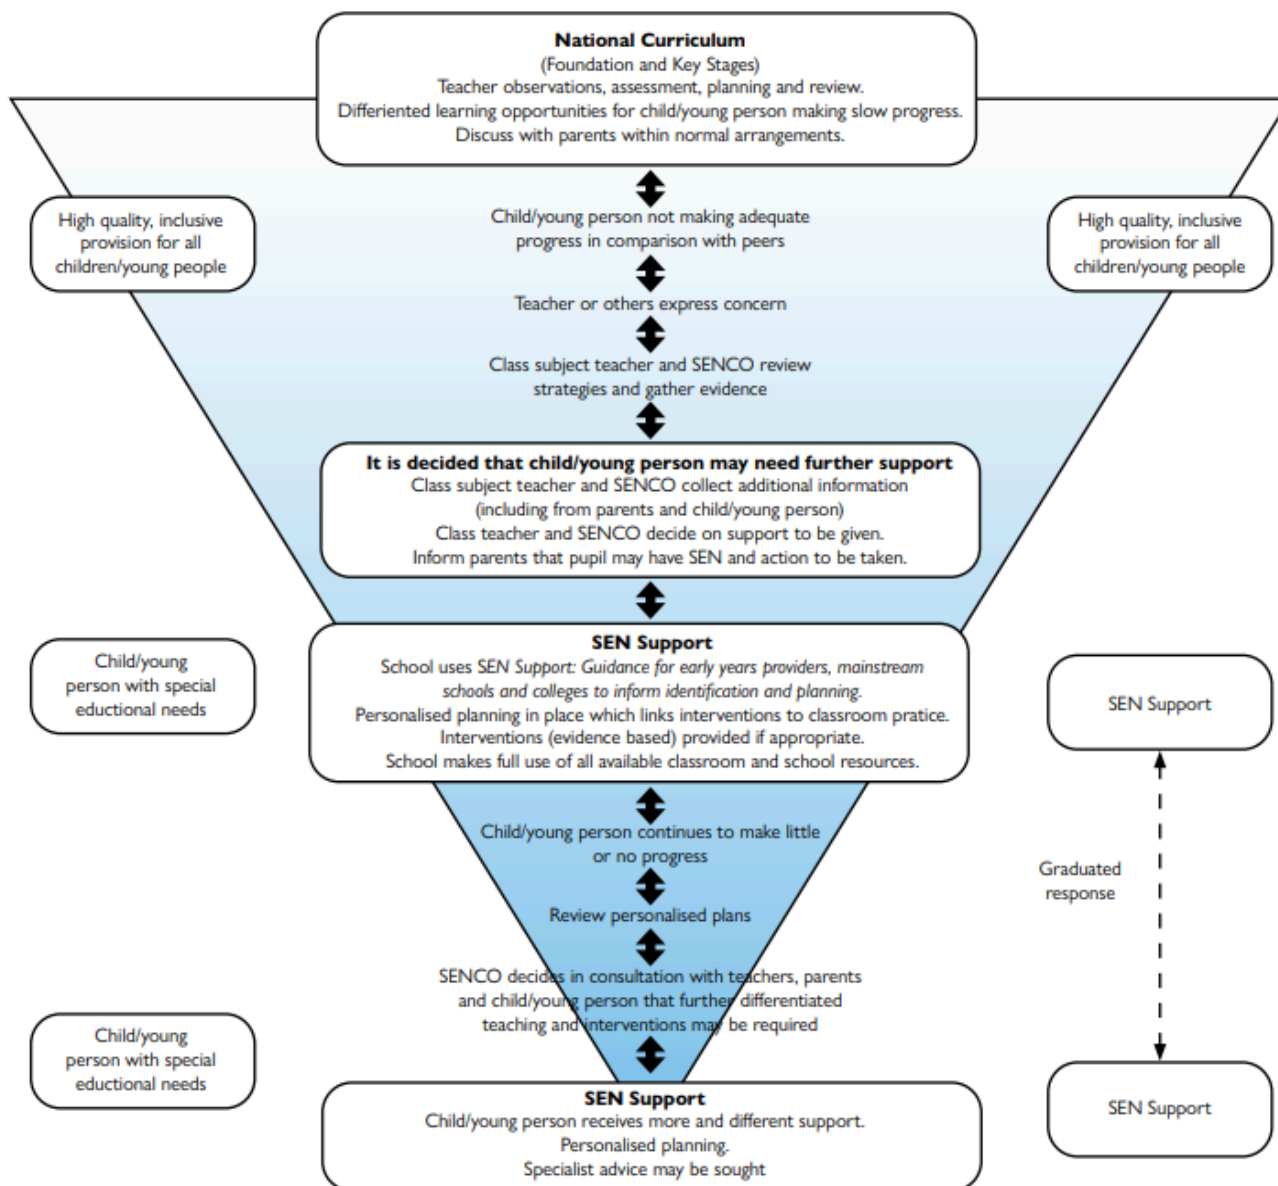 National Curriculum
(Foundation and Key Stages)
Teacher observations, assessment, planning and review.
Differiented learning opportunities for child/young person making slow progress.
Discuss with parents within normal arrangements.
High quality, inclusive
provision for all
children/young people
High quality, inclusive
provision for all
children/young people
Child/young person not making adequate
progress in comparison with peers
Teacher or others express concern
Class subject teacher and SENCO review
strategies and gather evidence
It is decided that child/young person may need further support
Class subject teacher and SENCO collect additional information
(including from parents and child/young person)
Class teacher and SENCO decide on support to be given.
Inform parents that pupil may have SEN and action to be taken.
Child/young
person with special
eductional needs
SEN Support
School uses SEN Support: Guidance for early years providers, mainstream
schools and colleges to inform identification and planning.
Personalised planning in place which links interventions to classroom pratice.
Interventions (evidence based) provided if appropriate.
School makes full use of all available classroom and school resources.
SEN Support
Child/young person continues to make little
or no progress
Review personalised plans
Graduated
response
SENCO decides in consultation with teachers, parents
and child/young person that further differentiated
teaching and interventions may be required
Child/young
person with special
eductional needs
SEN Support
Child/young person receives more and different support.
Personalised planning.
Specialist advice may be sought
SEN Support